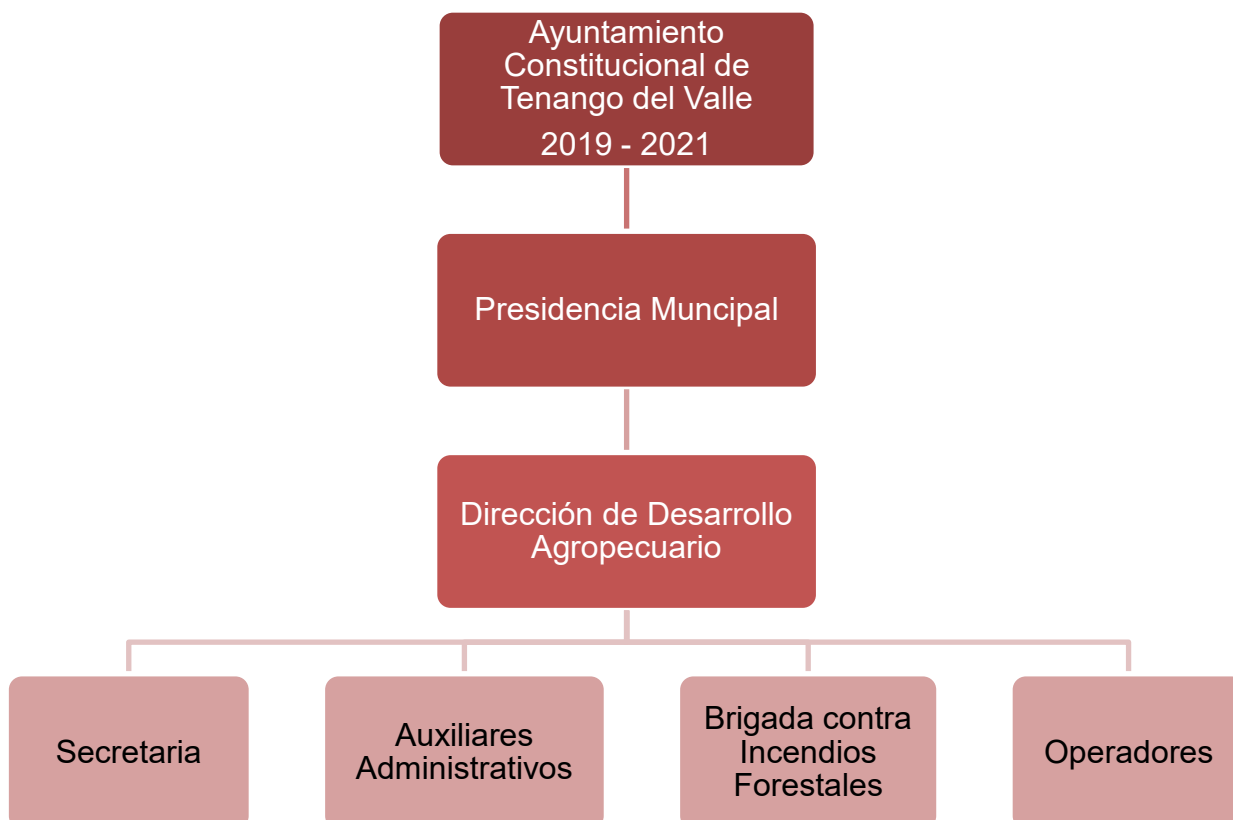 Ayuntamiento
Constitucional de
Tenango del Valle
2019 - 2021
Presidencia Muncipal
Dirección de Desarrollo
Agropecuario
Secretaria
Auxiliares
Administrativos
Brigada contra
Incendios
Forestales
Operadores